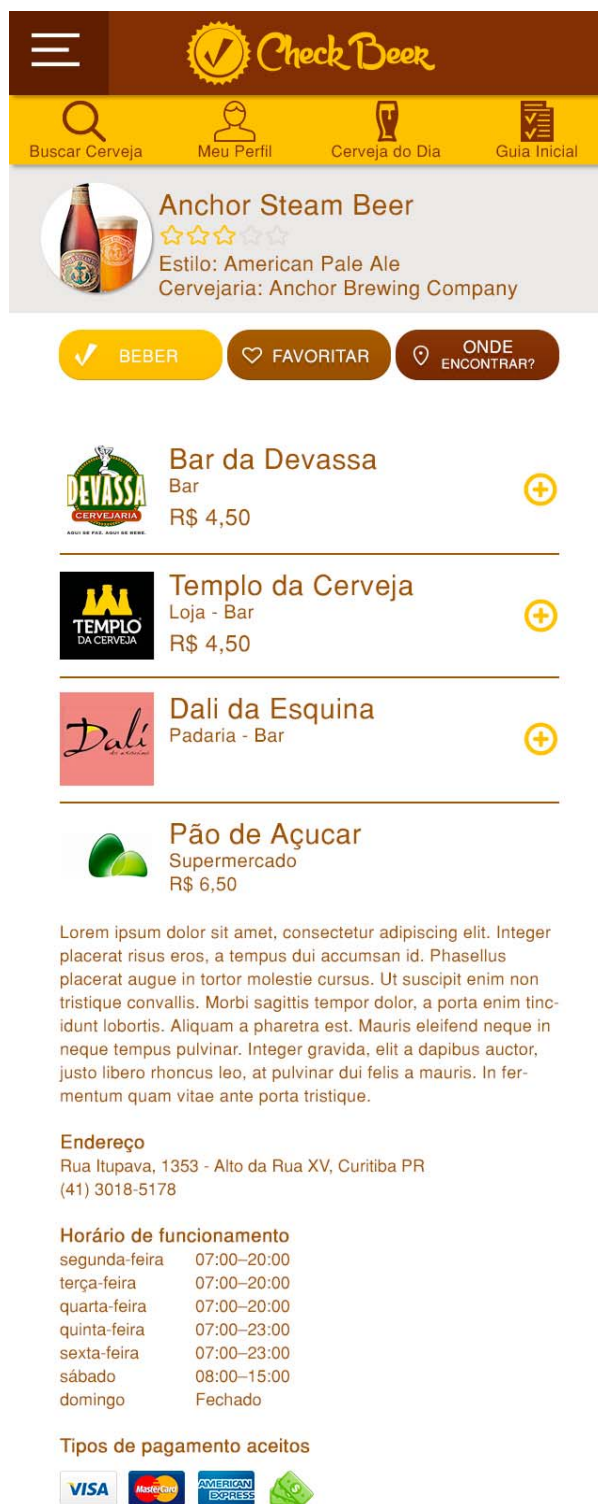 Check Beer
Buscar Cerveja
Meu Perfil
Cerveja do Dia
Guia Inicial
Anchor Steam Beer
Estilo: American Pale Ale
Cervejaria: Anchor Brewing Company
BEBER
FAVORITAR
ONDE
ENCONTRAR?
DEVASSA
CERVEJARIA
AQUI SE FAZ. AQUI SE BEBE.
Bar da Devassa
Bar
R$ 4,50
TEMPLO
DA CERVEJA
Templo da Cerveja
Loja - Bar
R$ 4,50
Dalí
da esquina
Dali da Esquina
Padaria - Bar
Pão de Açucar
Supermercado
R$ 6,50
Lorem ipsum dolor sit amet, consectetur adipiscing elit. Integer
placerat risus eros, a tempus dui accumsan id. Phasellus
placerat augue in tortor molestie cursus. Ut suscipit enim non
tristique convallis. Morbi sagittis tempor dolor, a porta enim tinc-
idunt lobortis. Aliquam a pharetra est. Mauris eleifend neque in
neque tempus pulvinar. Integer gravida, elit a dapibus auctor,
justo libero rhoncus leo, at pulvinar dui felis a mauris. In fer-
mentum quam vitae ante porta tristique.
Endereço
Rua Itupava, 1353 - Alto da Rua XV, Curitiba PR
(41) 3018-5178
Horário de funcionamento
segunda-feira 07:00–20:00
terça-feira 07:00–20:00
quarta-feira 07:00–20:00
quinta-feira 07:00–23:00
sexta-feira 07:00–23:00
sábado 08:00–15:00
domingo Fechado
Tipos de pagamento aceitos
VISA
MasterCard
AMERICAN
EXPRESS